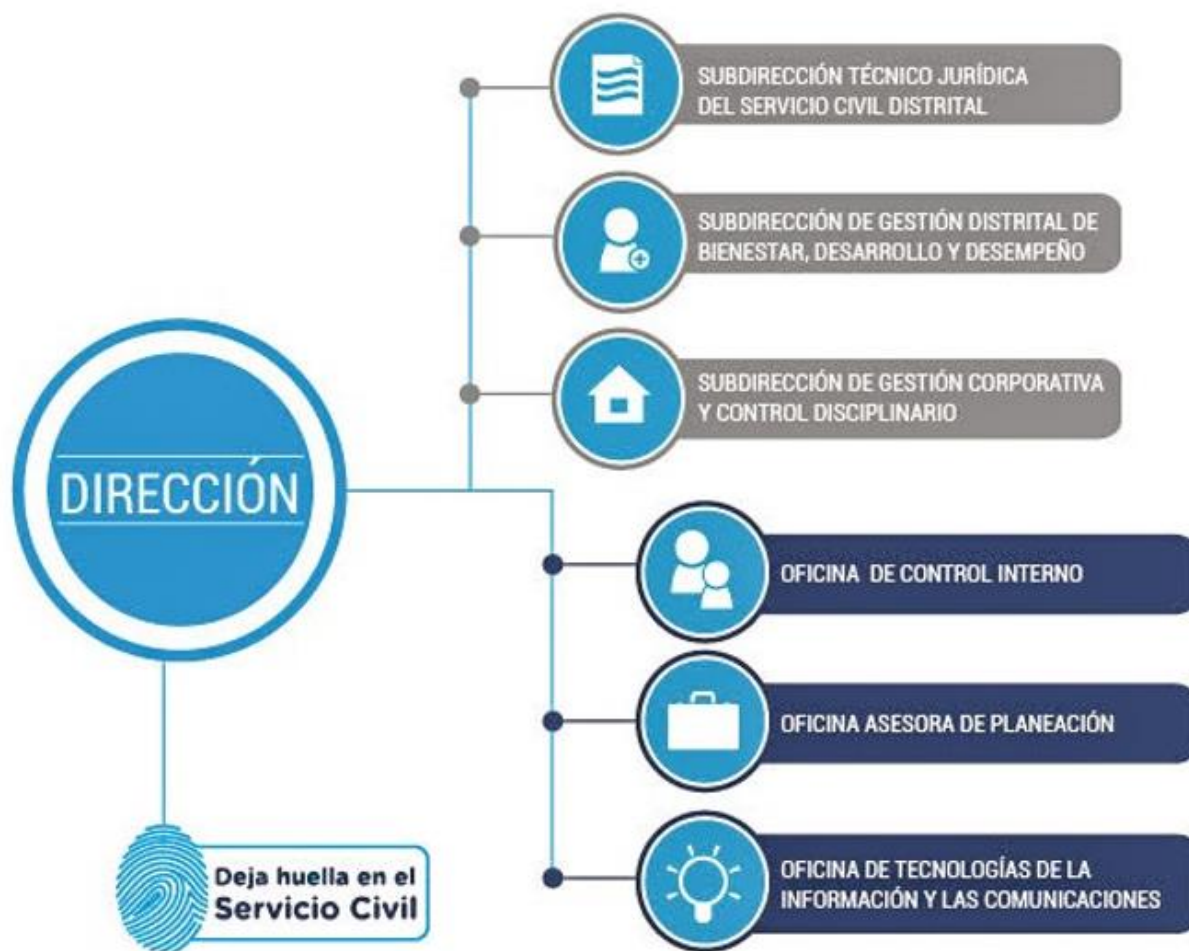 SUBDIRECCIÓN TÉCNICO JURÍDICA
DEL SERVICIO CIVIL DISTRITAL
SUBDIRECCIÓN DE GESTIÓN DISTRITAL DE
BIENESTAR, DESARROLLO Y DESEMPEÑO
SUBDIRECCIÓN DE GESTIÓN CORPORATIVA
Y CONTROL DISCIPLINARIO
DIRECCIÓN
OFICINA DE CONTROL INTERNO
OFICINA ASESORA DE PLANEACIÓN
OFICINA DE TECNOLOGÍAS DE LA
INFORMACIÓN Y LAS COMUNICACIONES
Deja huella en el
Servicio Civil